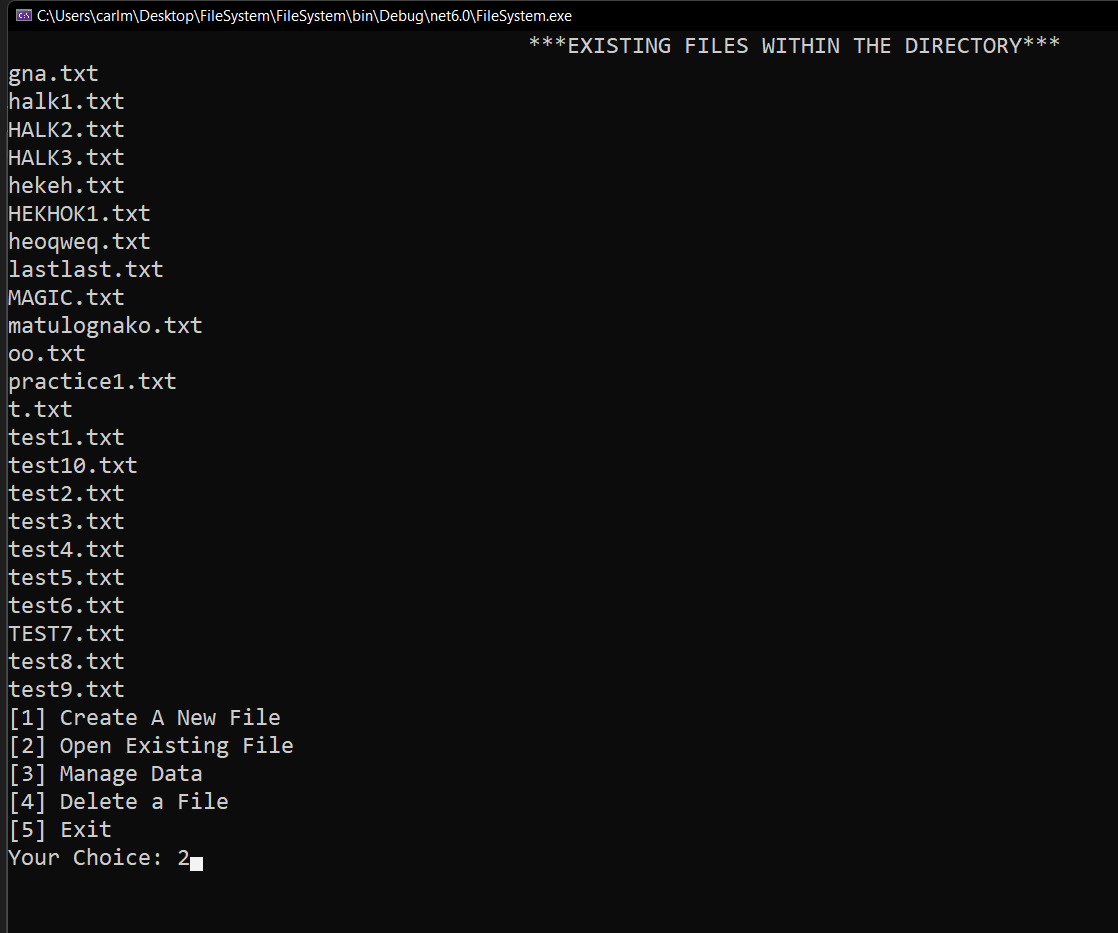 C:\Users\carlm\Desktop\FileSystem\FileSystem\bin\Debug\net6.0\FileSystem.exe
***EXISTING FILES WITHIN THE DIRECTORY***
gna.txt
halk1.txt
HALK2.txt
HALK3.txt
hekeh.txt
HEKHOK1.txt
heoqweq.txt
lastlast.txt
MAGIC.txt
matulognako.txt
oo.txt
practice1.txt
t.txt
test1.txt
test10.txt
test2.txt
test3.txt
test4.txt
test5.txt
test6.txt
TEST7.txt
test8.txt
test9.txt
[1] Create A New File
[2] Open Existing File
[3] Manage Data
[4] Delete a File
[5] Exit
Your Choice: 2